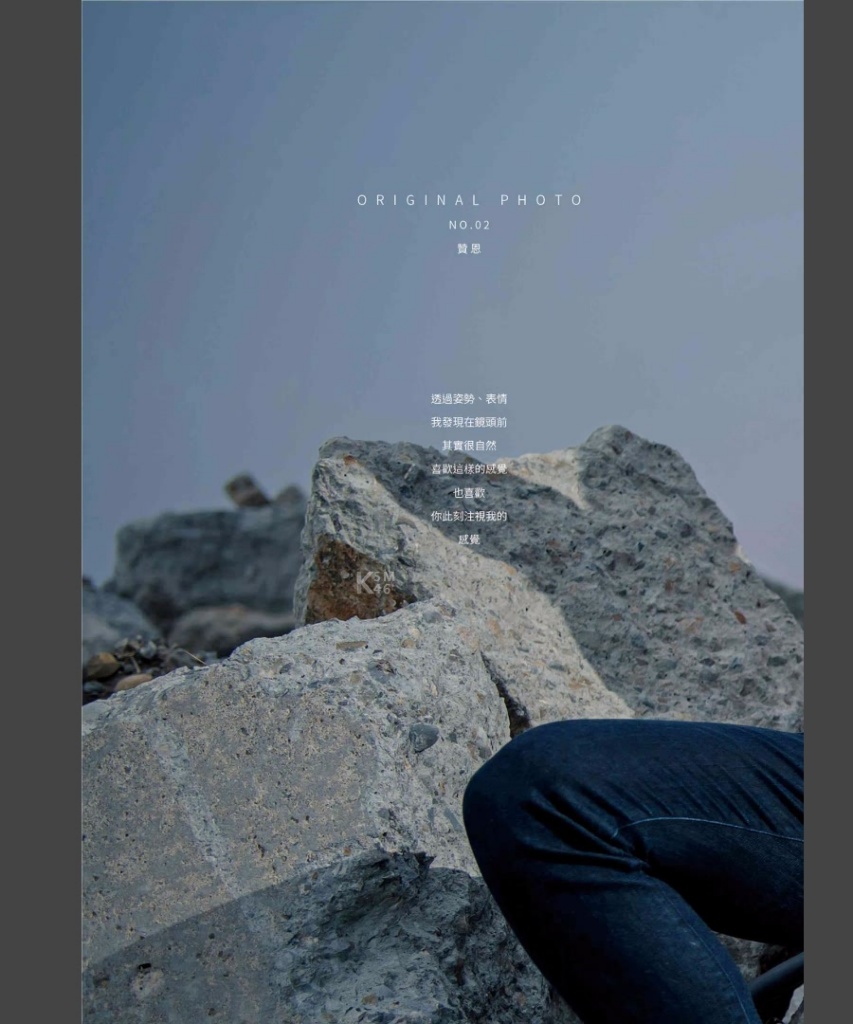 ORIGINAL PHOTO
NO.02
贊恩
透過姿勢、表情
我發現在鏡頭前
其實很自然
喜歡這樣的感覺
也喜歡
你此刻注視我的
感覺
KSM
46